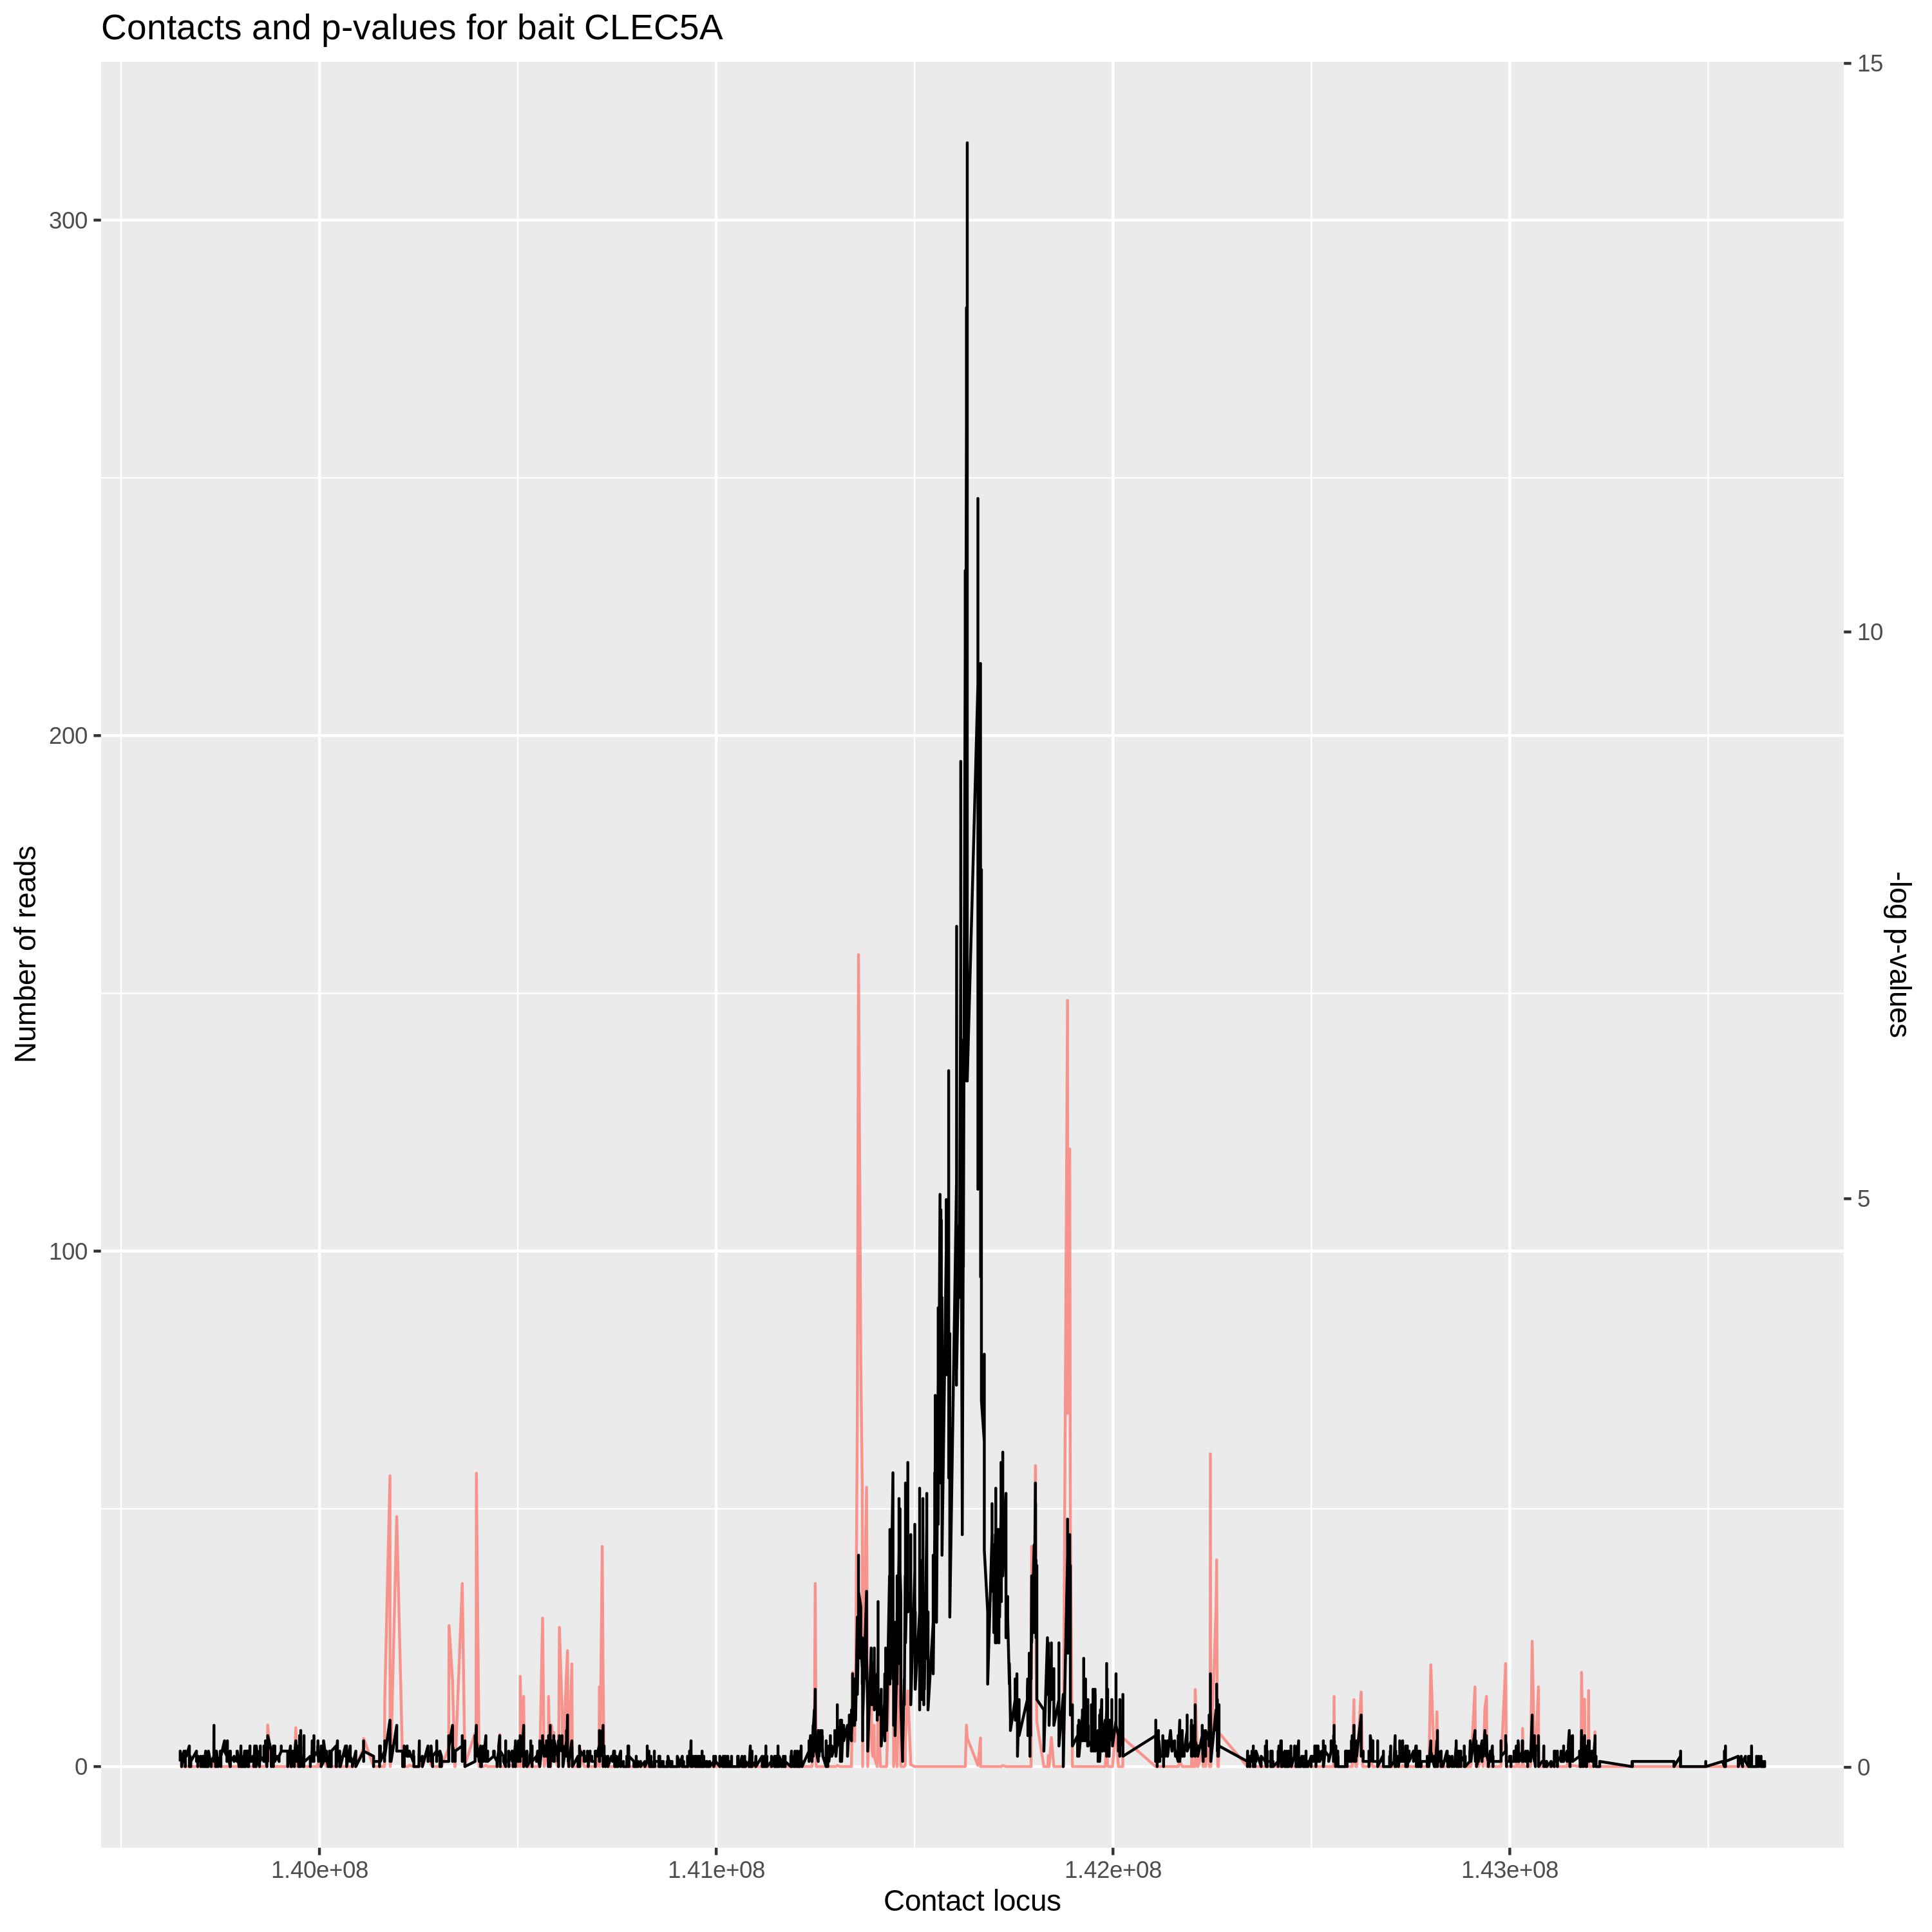 Contacts and p-values for bait CLEC5A
Number of reads
300
200
100
0
15
10
5
0
-log p-values
1.40e+08
1.41e+08
1.42e+08
1.43e+08
Contact locus